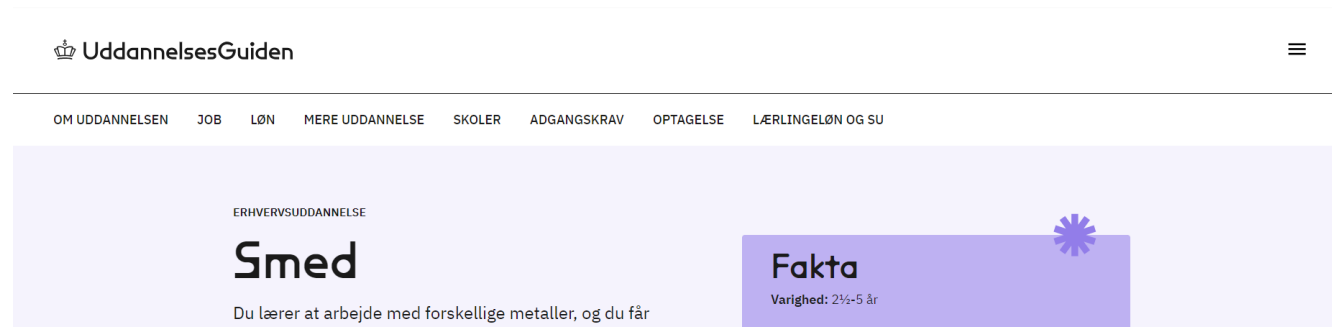 UddannelsesGuiden
OM UDDANNELSEN JOB LØN MERE UDDANNELSE SKOLER ADGANGSKRAV OPTAGELSE LÆRLINGELØN OG SU
ERHVERVSUDDANNELSE
Smed
Du lærer at arbejde med forskellige metaller, og du får
Fakta
Varighed: 2½-5 år